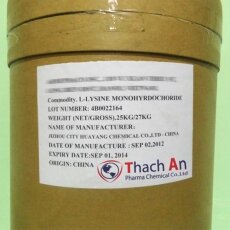 Commodity. L-LYSINE MONOHYRDOCHORIDE
LOT NUMBER: 4B0022164
WEIGHT (NET/GROSS),25KG/27KG
NAME OF MANUFACTURER:
JIZHOU CITY HUAYANG CHEMICAL CO.,LTD - CHINA
DATE OF MANUFACTURE : SEP 02,2012
EXPIRY DATE:SEP 01, 2014
ORIGIN: CHINA
Thach An
Pharma Chemical Co.,Ltd